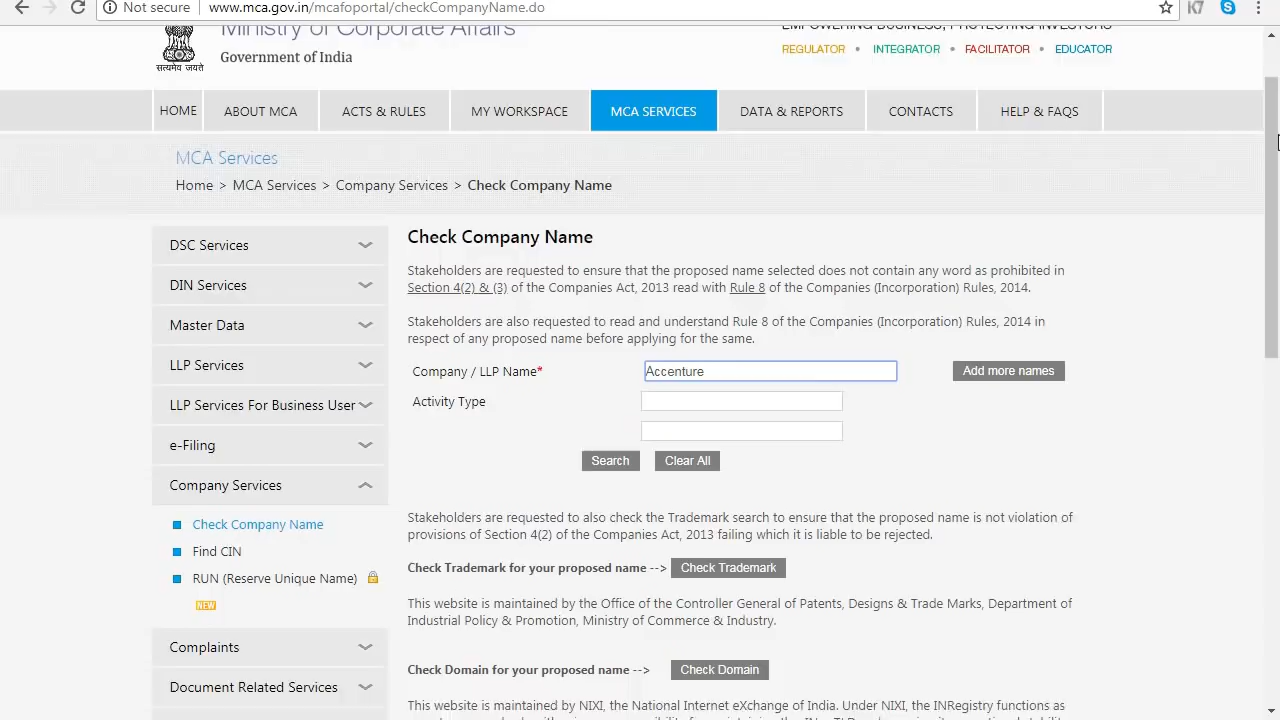 Not secure www.mca.gov.in/mcafoportal/checkCompanyName.do
Ministry of Corporate Affairs
EMPOWERING BUSINESS, PROTECTING INVESTORS
Government of India
REGULATOR • INTEGRATOR • FACILITATOR • EDUCATOR
सत्यमेव जयते
HOME ABOUT MCA ACTS & RULES MY WORKSPACE MCA SERVICES DATA & REPORTS CONTACTS HELP & FAQS
MCA Services
Home > MCA Services > Company Services > Check Company Name
DSC Services
DIN Services
Master Data
LLP Services
LLP Services For Business User
e-Filing
Company Services
Check Company Name
Find CIN
RUN (Reserve Unique Name)
NEW
Complaints
Document Related Services
Check Company Name
Stakeholders are requested to ensure that the proposed name selected does not contain any word as prohibited in
Section 4(2) & (3) of the Companies Act, 2013 read with Rule 8 of the Companies (Incorporation) Rules, 2014.
Stakeholders are also requested to read and understand Rule 8 of the Companies (Incorporation) Rules, 2014 in
respect of any proposed name before applying for the same.
Company / LLP Name* Accenture Add more names
Activity Type
Search Clear All
Stakeholders are requested to also check the Trademark search to ensure that the proposed name is not violation of
provisions of Section 4(2) of the Companies Act, 2013 failing which it is liable to be rejected.
Check Trademark for your proposed name --> Check Trademark
This website is maintained by the Office of the Controller General of Patents, Designs & Trade Marks, Department of
Industrial Policy & Promotion, Ministry of Commerce & Industry.
Check Domain for your proposed name --> Check Domain
This website is maintained by NIXI, the National Internet eXchange of India. Under NIXI, the INRegistry functions as